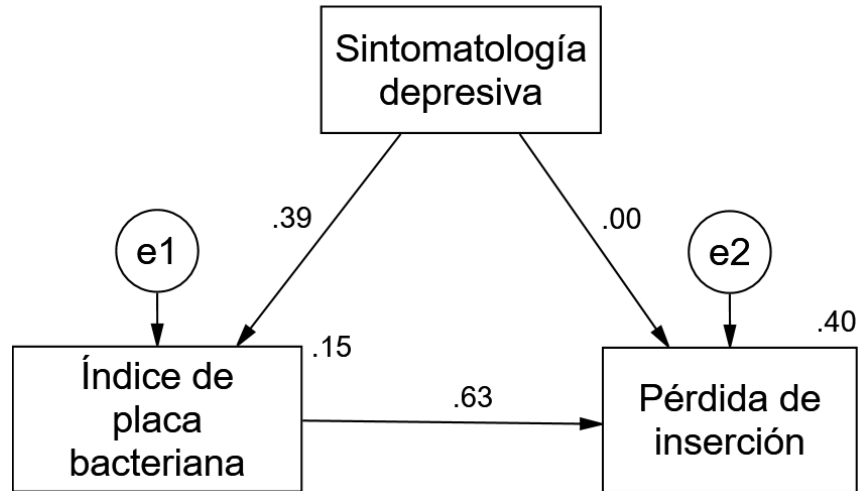 Sintomatología
depresiva
.39
.00
e1
e2
.15
.40
Índice de
placa
bacteriana
.63
Pérdida de
inserción